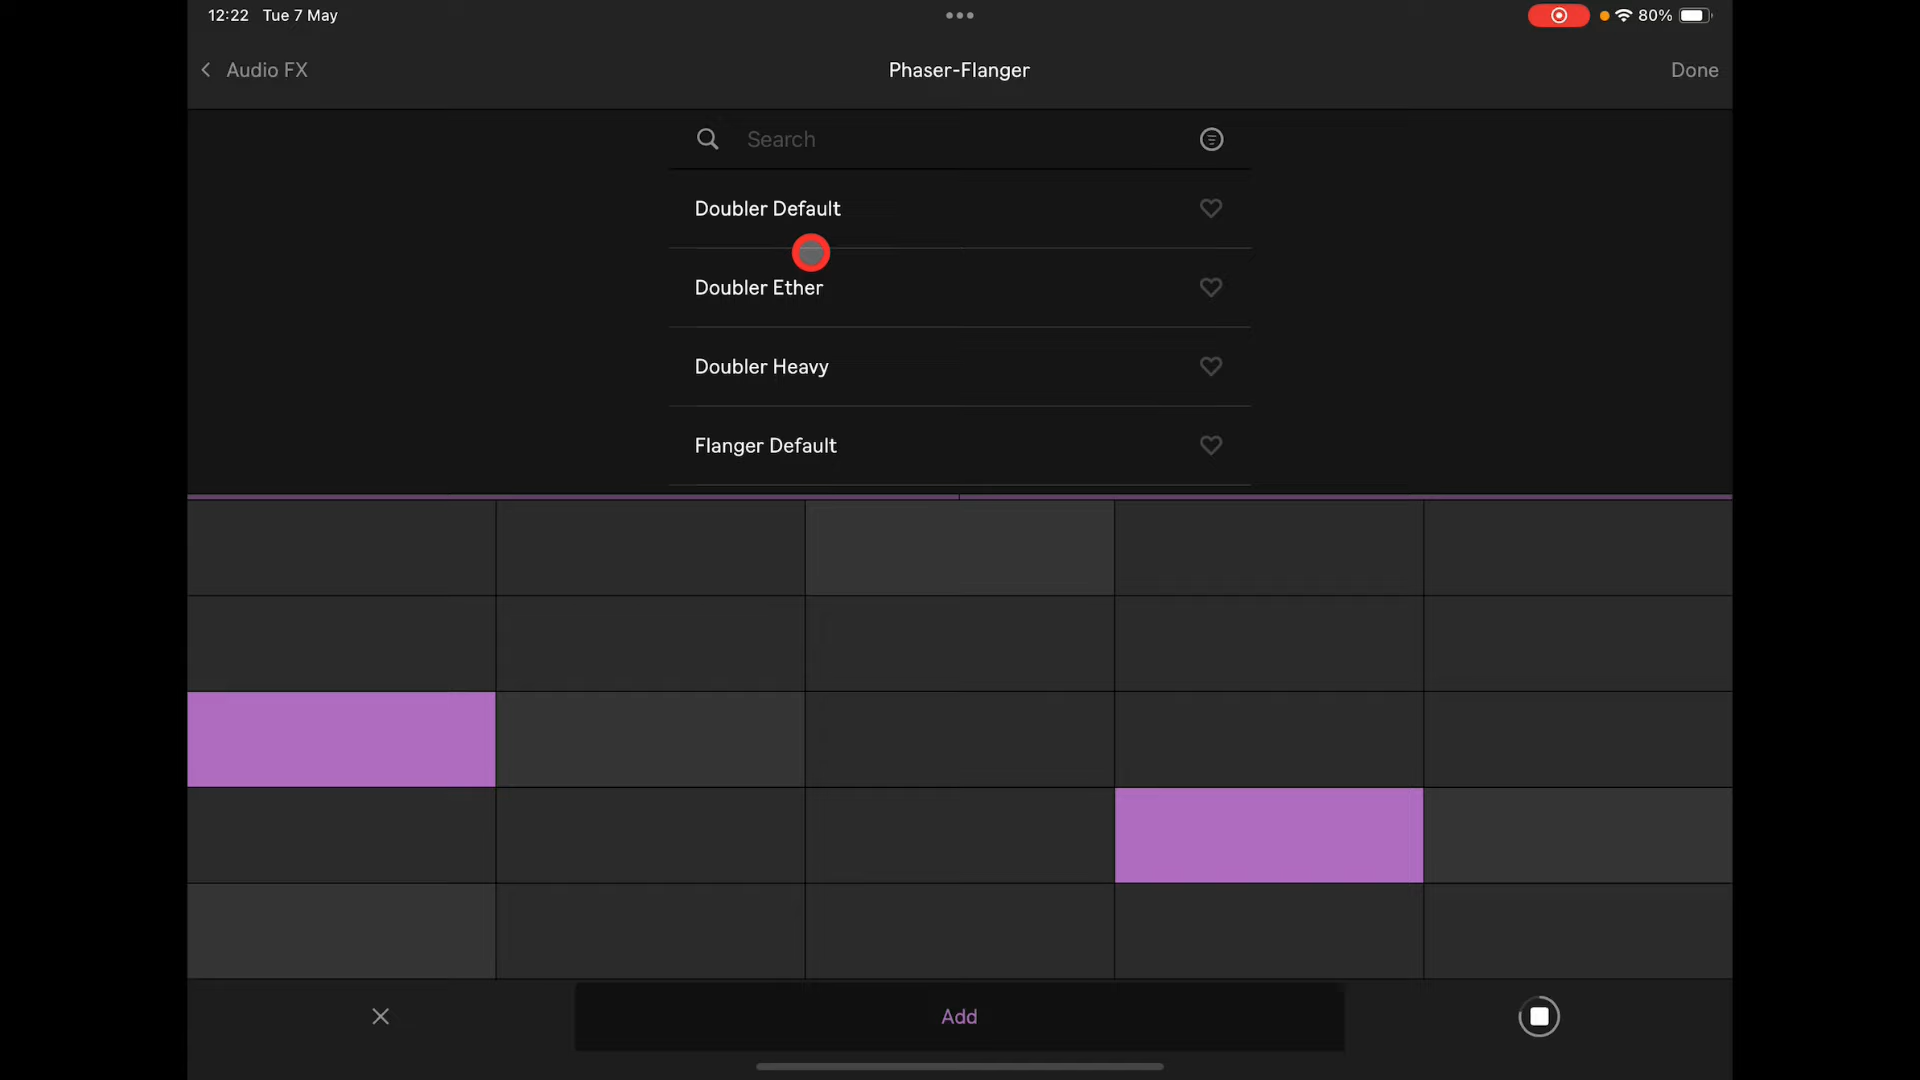 12:22 Tue 7 May
80%
Audio FX
Phaser-Flanger
Done
Search
Doubler Default
Doubler Ether
Doubler Heavy
Flanger Default
Add